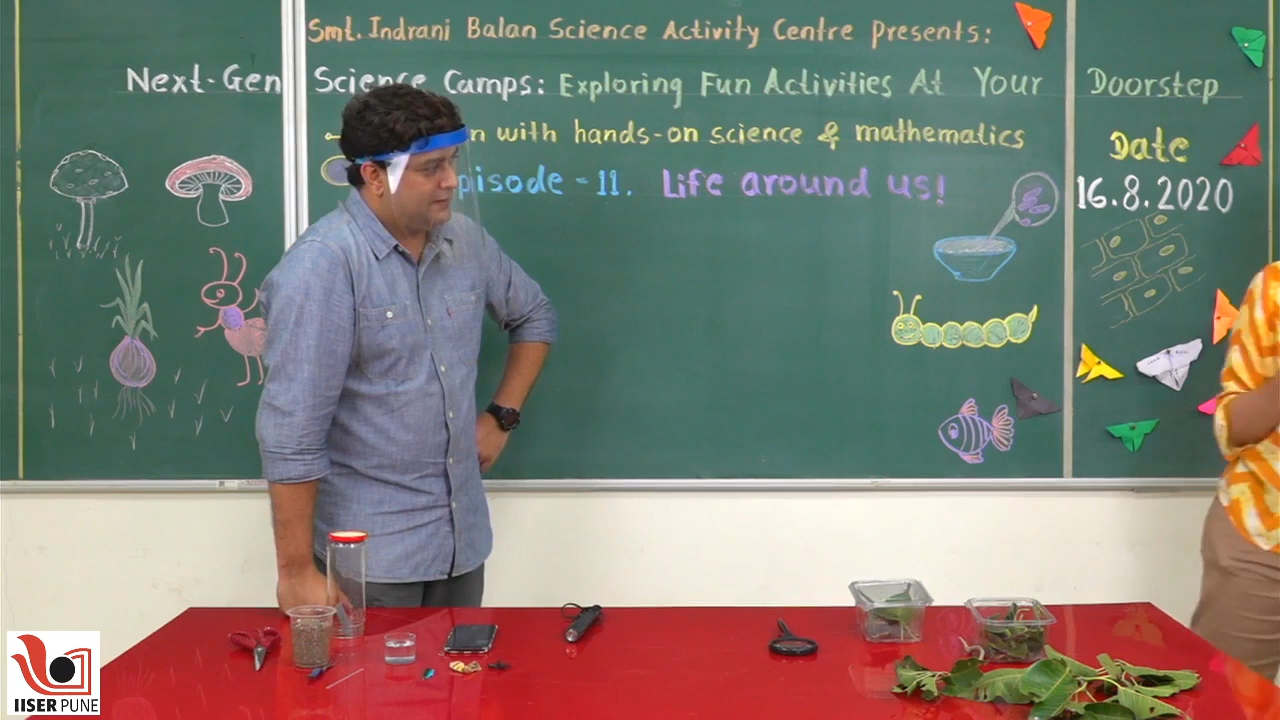 Smt. Indrani Balan Science Activity Centre presents:
Next-Gen Science Camps: Exploring Fun Activities At Your Doorstep
with hands-on science & mathematics
Episode - 11. Life around us!
Date
16.8.2020
IISER PUNE